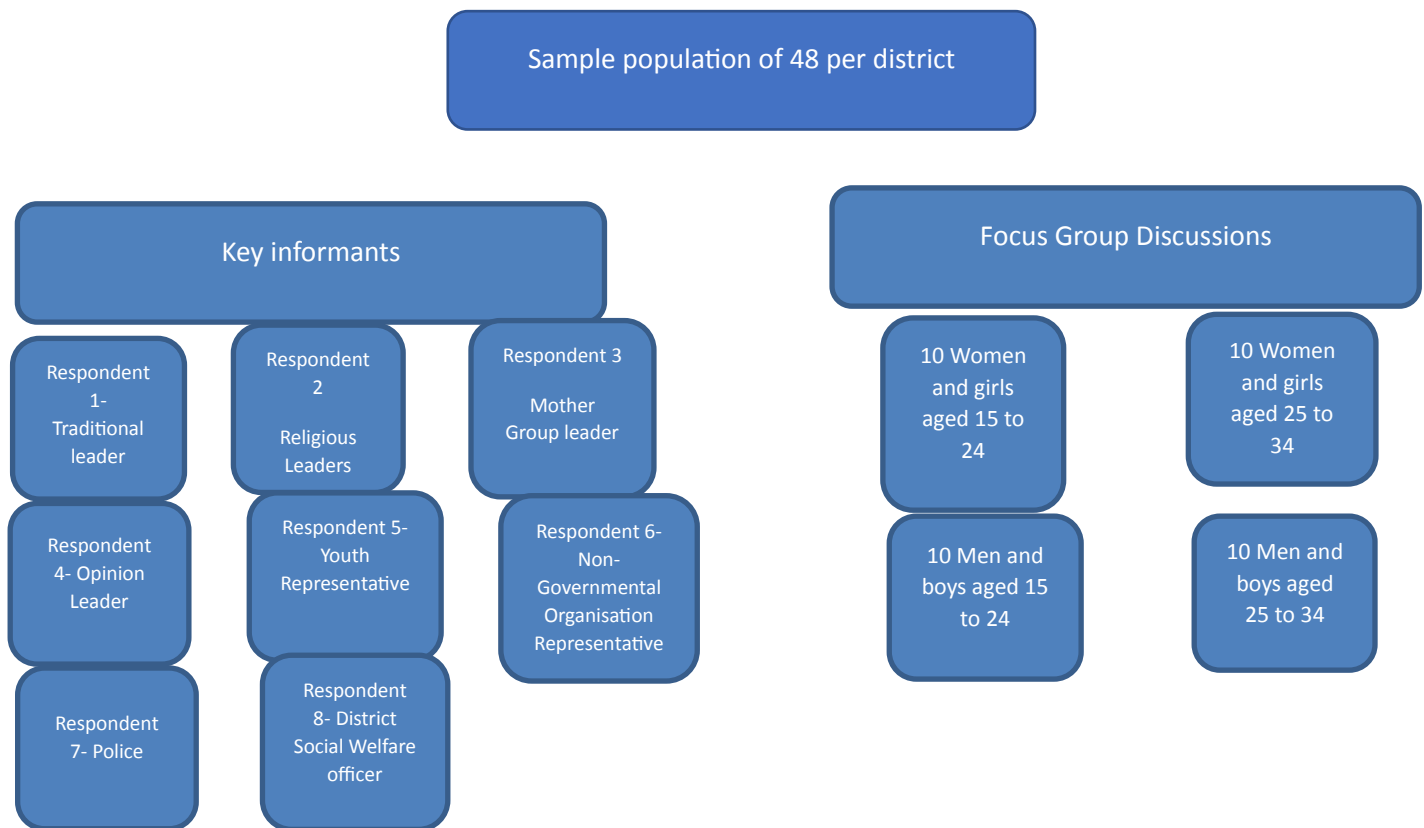 Sample population of 48 per district
Key informants
Focus Group Discussions
Respondent
1-
Traditional
leader
Respondent
2
Religious
Leaders
Respondent 3
Mother
Group leader
10 Women
and girls
aged 15 to
24
10 Women
and girls
aged 25 to
34
Respondent
4- Opinion
Leader
Respondent 5-
Youth
Representative
Respondent 6-
Non-
Governmental
Organisation
Representative
10 Men and
boys aged 15
to 24
10 Men and
boys aged
25 to 34
Respondent
7- Police
Respondent
8- District
Social Welfare
officer